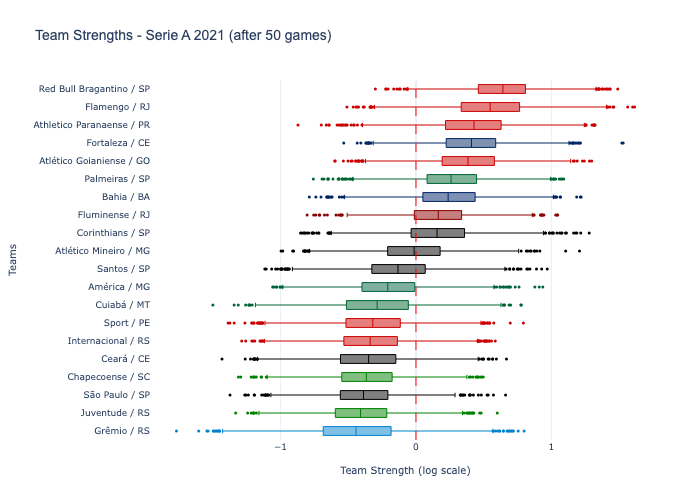 Team Strengths - Serie A 2021 (after 50 games)
Red Bull Bragantino / SP
Flamengo / RJ
Athletico Paranaense / PR
Fortaleza / CE
Atlético Goianiense / GO
Palmeiras / SP
Bahia / BA
Fluminense / RJ
Corinthians / SP
Atlético Mineiro / MG
Santos / SP
América / MG
Cuiabá / MT
Sport / PE
Internacional / RS
Ceará / CE
Chapecoense / SC
São Paulo / SP
Juventude / RS
Grêmio / RS
Teams
−1 0 1
Team Strength (log scale)